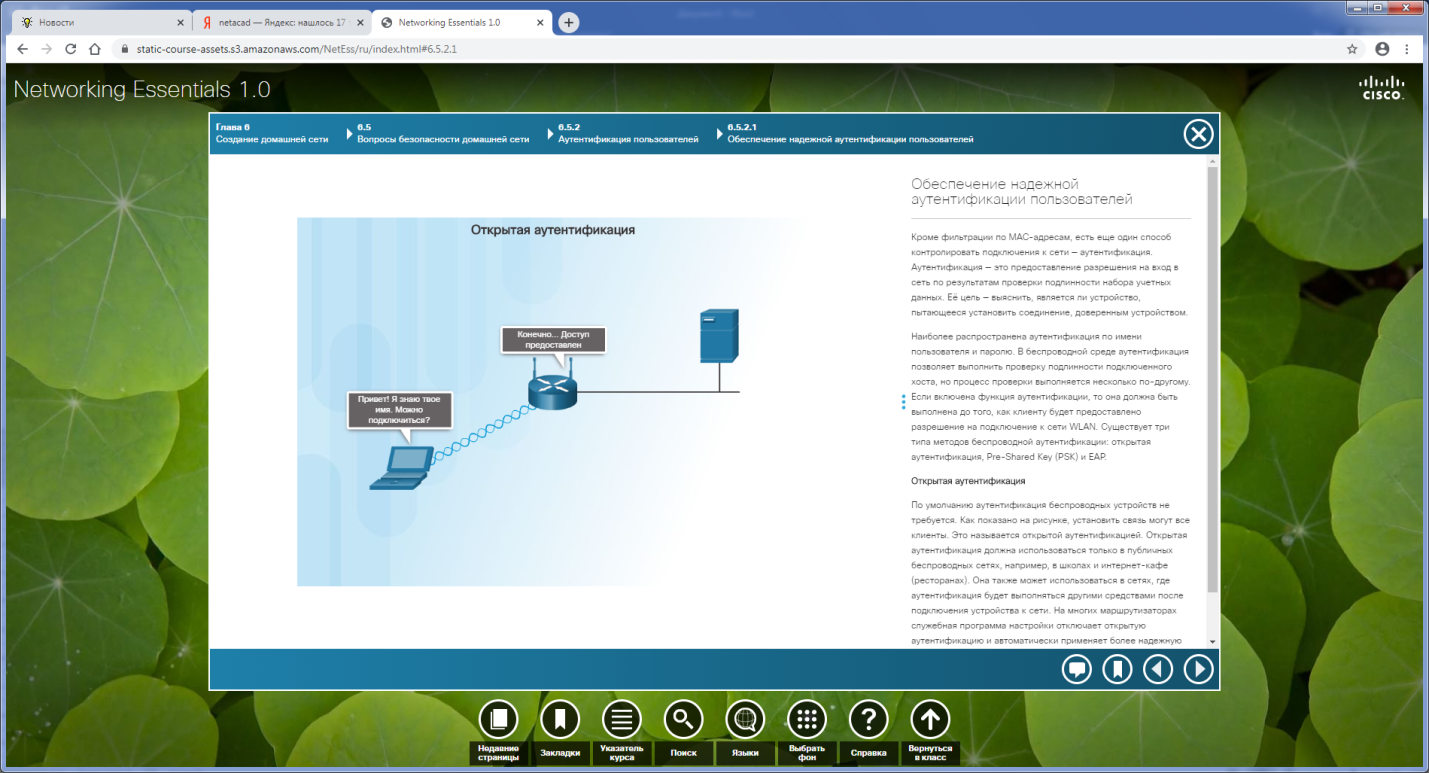 Новости
netacad — Яндекс: нашлось 17
Networking Essentials 1.0
static-course-assets.s3.amazonaws.com/NetEss/ru/index.html#6.5.2.1
Networking Essentials 1.0
CISCO.
Глава 6
Создание домашней сети
6.5
Вопросы безопасности домашней сети
6.5.2
Аутентификация пользователей
6.5.2.1
Обеспечение надежной аутентификации пользователей
Открытая аутентификация
Конечно... Доступ
предоставлен
Привет! Я знаю твое
имя. Можно
подключиться?
Обеспечение надежной
аутентификации пользователей
Кроме фильтрации по MAC-адресам, есть еще один способ
контролировать подключения к сети — аутентификация.
Аутентификация — это предоставление разрешения на вход в
сеть по результатам проверки подлинности набора учетных
данных. Её цель — выяснить, является ли устройство,
пытающееся установить соединение, доверенным устройством.
Наиболее распространена аутентификация по имени
пользователя и паролю. В беспроводной среде аутентификация
позволяет выполнить проверку подлинности подключенного
хоста, но процесс проверки выполняется несколько по-другому.
Если включена функция аутентификации, то она должна быть
выполнена до того, как клиенту будет предоставлено
разрешение на подключение к сети WLAN. Существует три
типа методов беспроводной аутентификации: открытая
аутентификация, Pre-Shared Key (PSK) и EAP.
Открытая аутентификация
По умолчанию аутентификация беспроводных устройств не
требуется. Как показано на рисунке, установить связь могут все
клиенты. Это называется открытой аутентификацией. Открытая
аутентификация должна использоваться только в публичных
беспроводных сетях, например, в школах и интернет-кафе
(ресторанах). Она также может использоваться в сетях, где
аутентификация будет выполняться другими средствами после
подключения устройства к сети. На многих маршрутизаторах
служебная программа настройки отключает открытую
аутентификацию и автоматически применяет более надежную
Недавние
страницы
Закладки
Указатель
курса
Поиск
Языки
Выбрать
фон
Справка
Вернуться
в класс